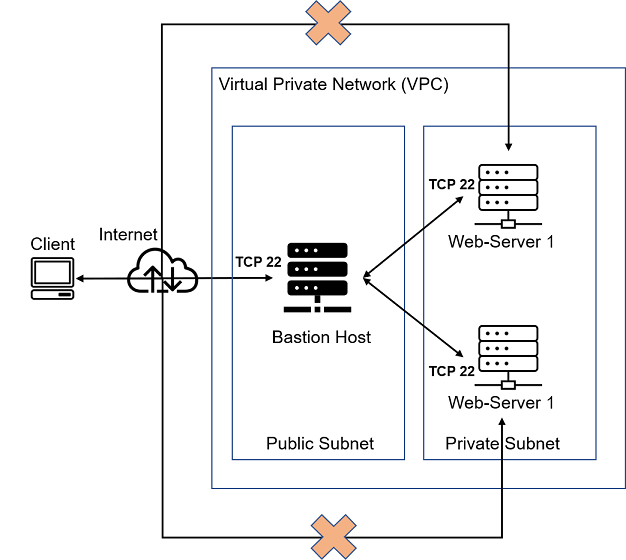 Virtual Private Network (VPC)
TCP 22
Web-Server 1
Internet
Client
TCP 22
Bastion Host
TCP 22
Web-Server 1
Public Subnet
Private Subnet